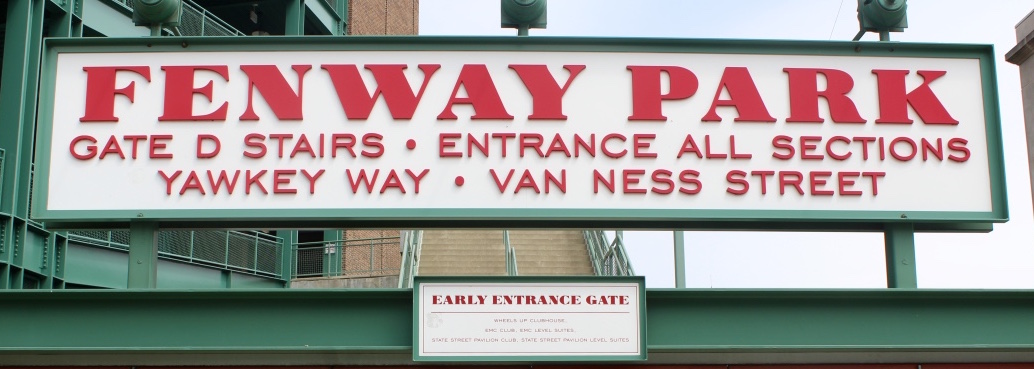 FENWAY PARK
GATE D STAIRS • ENTRANCE ALL SECTIONS
YAWKEY WAY • VAN NESS STREET
EARLY ENTRANCE GATE
WHEELS UP CLUBHOUSE,
EMC CLUB, EMC LEVEL SUITES,
STATE STREET PAVILION CLUB, STATE STREET PAVILION LEVEL SUITES